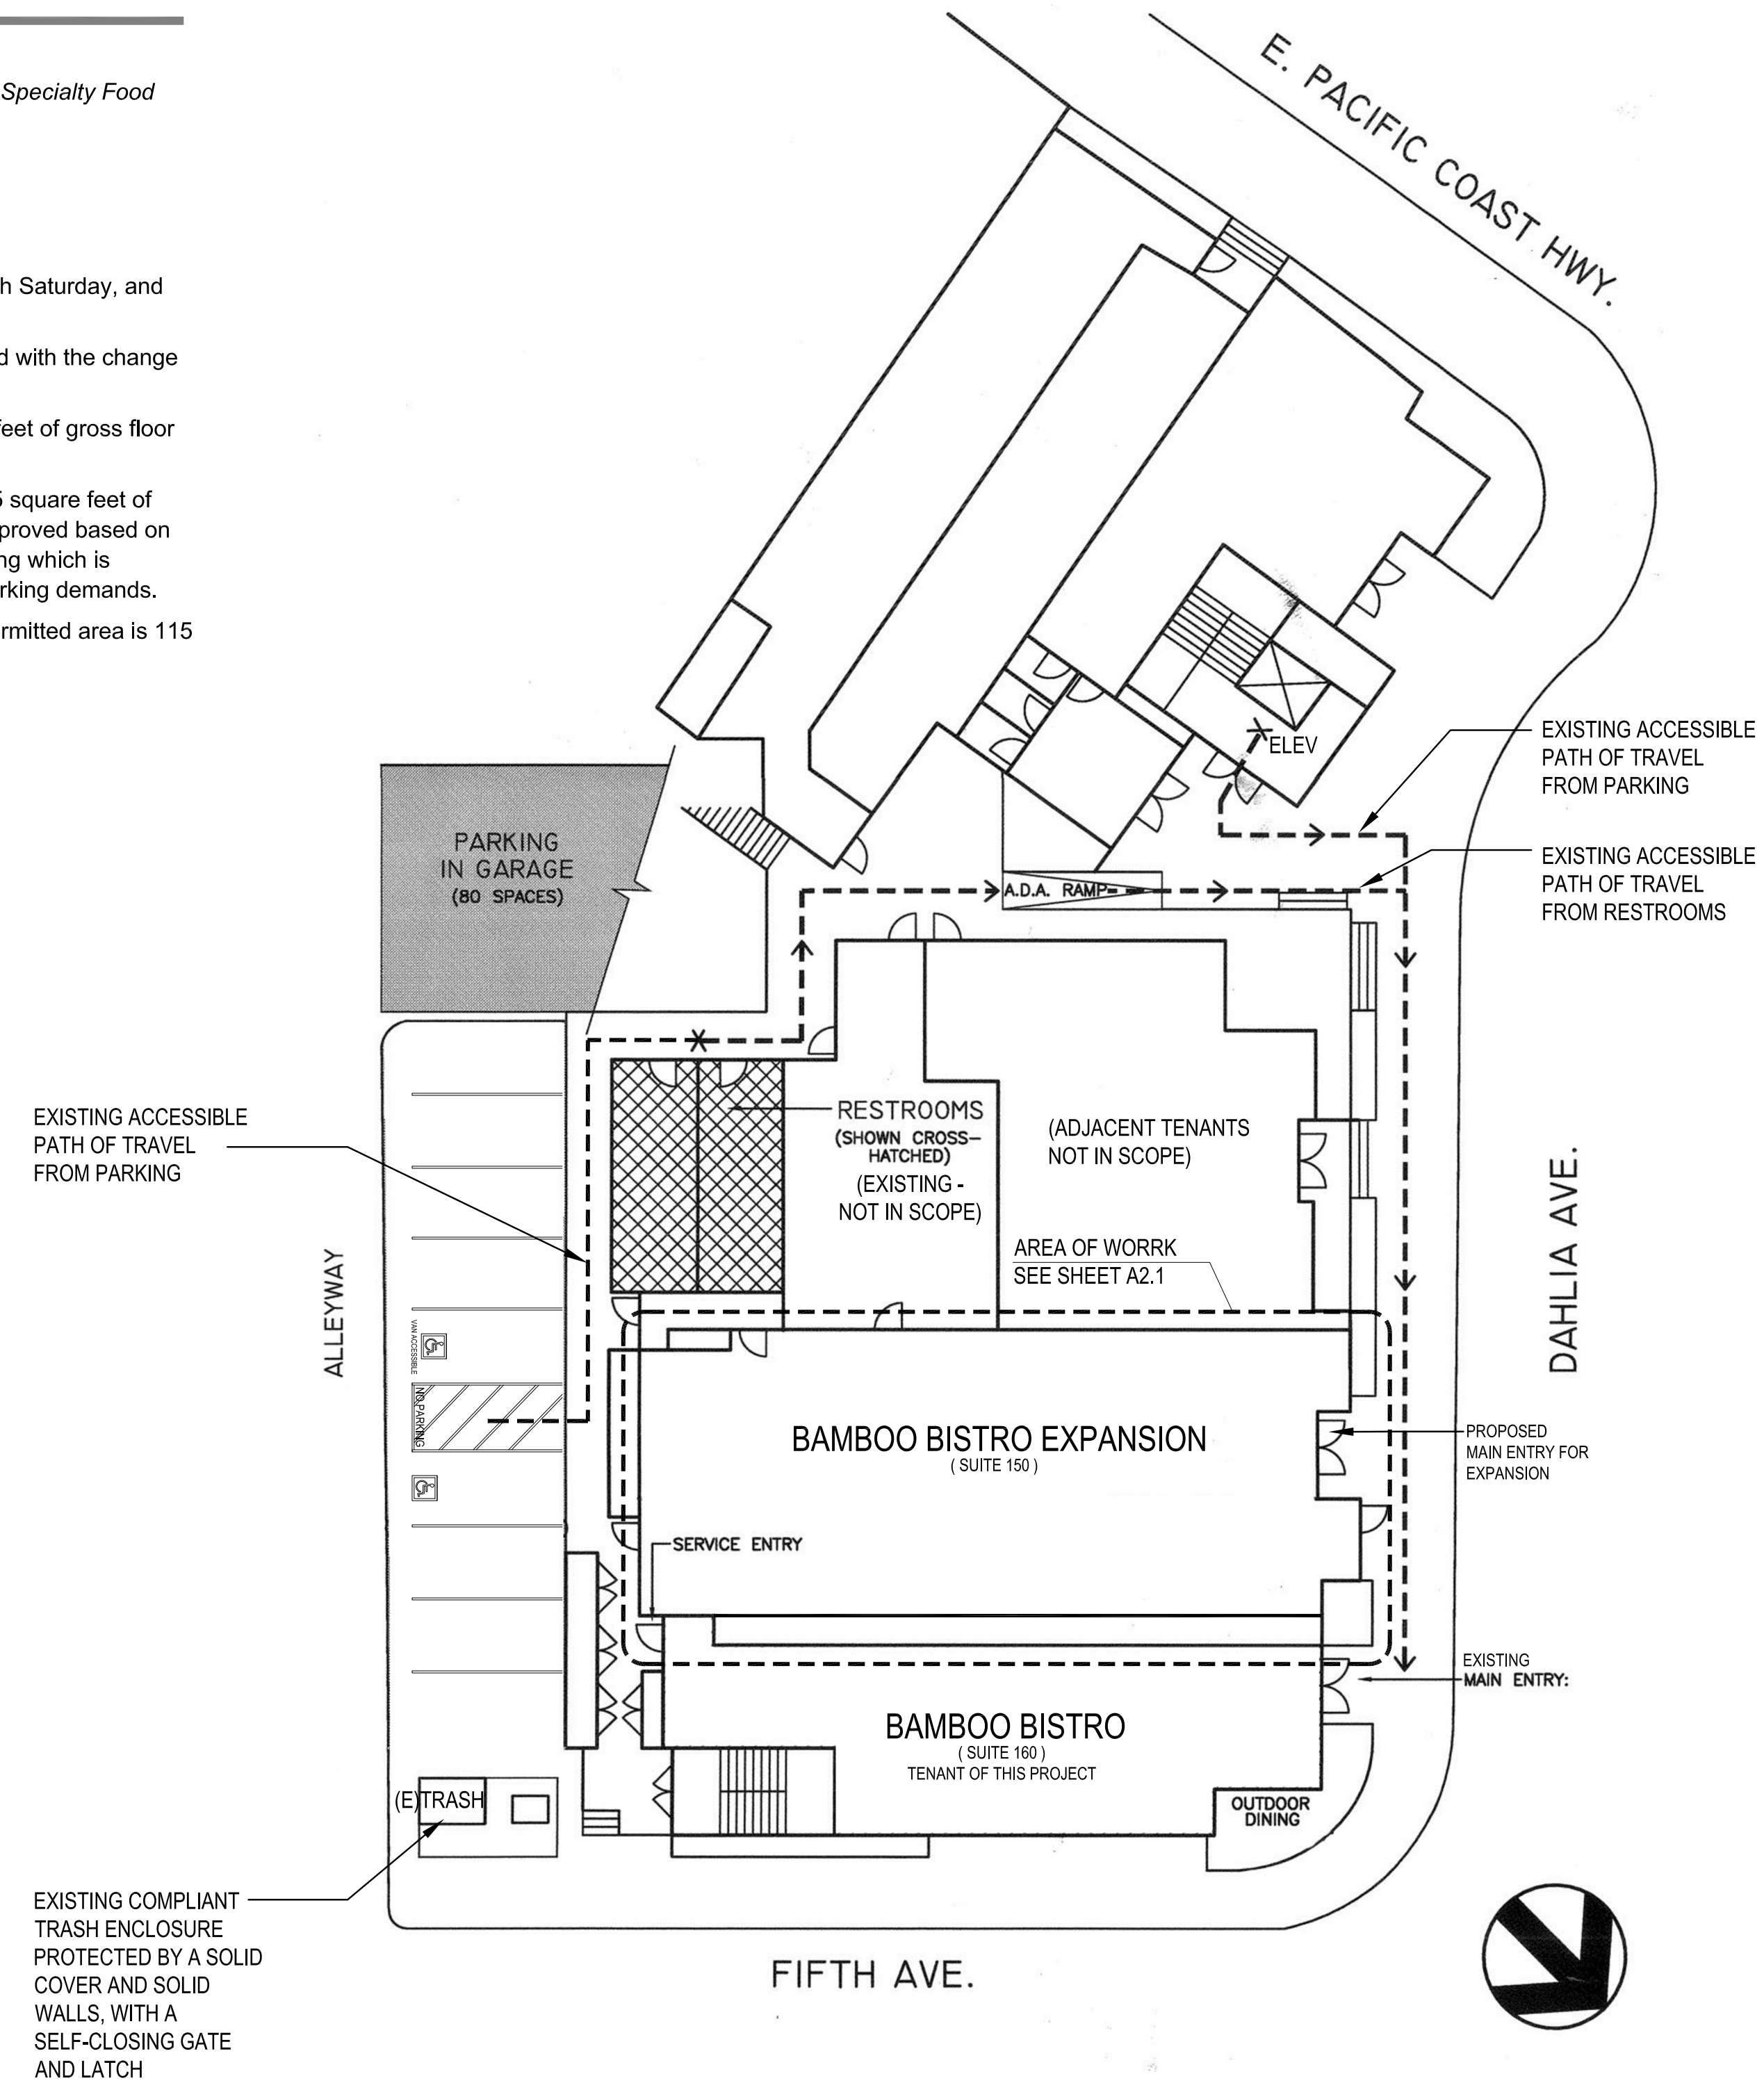 Specialty Food
h Saturday, and
d with the change
feet of gross floor
5 square feet of
proved based on
ng which is
rking demands.
rmitted area is 115
E. PACIFIC COAST HWY.
ELEV
EXISTING ACCESSIBLE
PATH OF TRAVEL
FROM PARKING
PARKING
IN GARAGE
(80 SPACES)
EXISTING ACCESSIBLE
PATH OF TRAVEL
FROM RESTROOMS
A.D.A. RAMP
EXISTING ACCESSIBLE
PATH OF TRAVEL
FROM PARKING
RESTROOMS
(SHOWN CROSS-
HATCHED)
(EXISTING -
NOT IN SCOPE)
(ADJACENT TENANTS
NOT IN SCOPE)
AREA OF WORRK
SEE SHEET A2.1
ALLEYWAY
DAHLIA AVE.
VAN ACCESSIBLE
NO PARKING
BAMBOO BISTRO EXPANSION
( SUITE 150 )
PROPOSED
MAIN ENTRY FOR
EXPANSION
SERVICE ENTRY
EXISTING
MAIN ENTRY:
BAMBOO BISTRO
( SUITE 160 )
TENANT OF THIS PROJECT
(E)TRASH
OUTDOOR
DINING
EXISTING COMPLIANT
TRASH ENCLOSURE
PROTECTED BY A SOLID
COVER AND SOLID
WALLS, WITH A
SELF-CLOSING GATE
AND LATCH
FIFTH AVE.